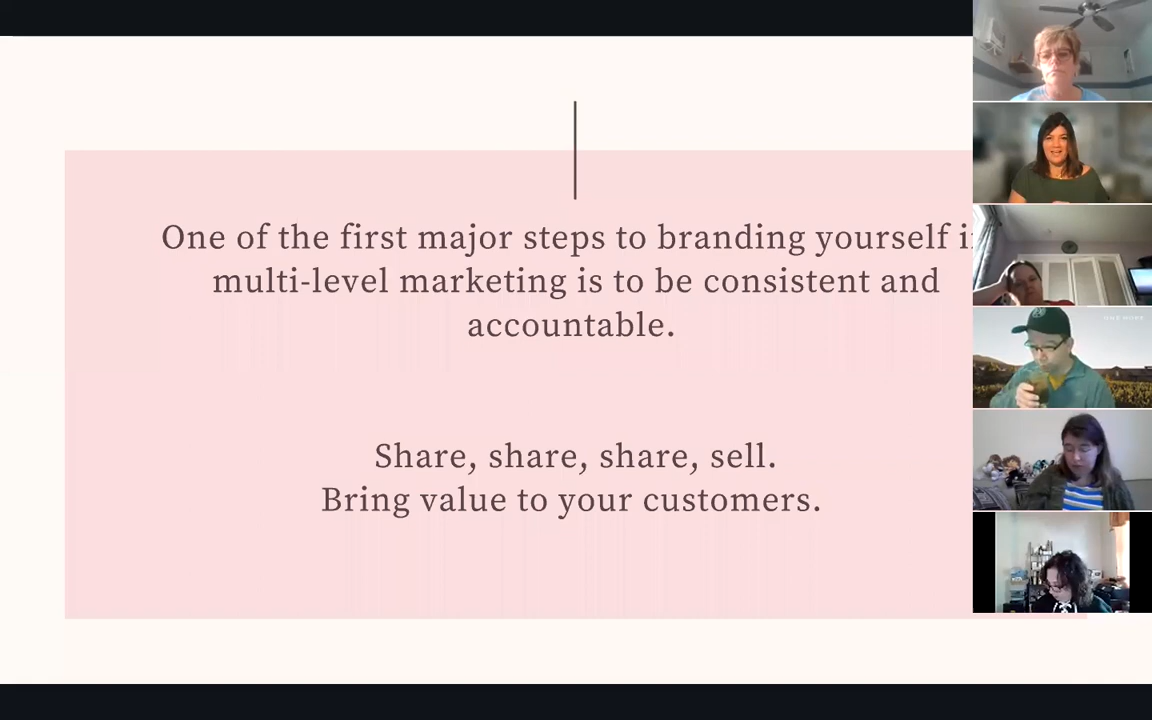 One of the first major steps to branding yourself i
multi-level marketing is to be consistent and
accountable.
Share, share, share, sell.
Bring value to your customers.